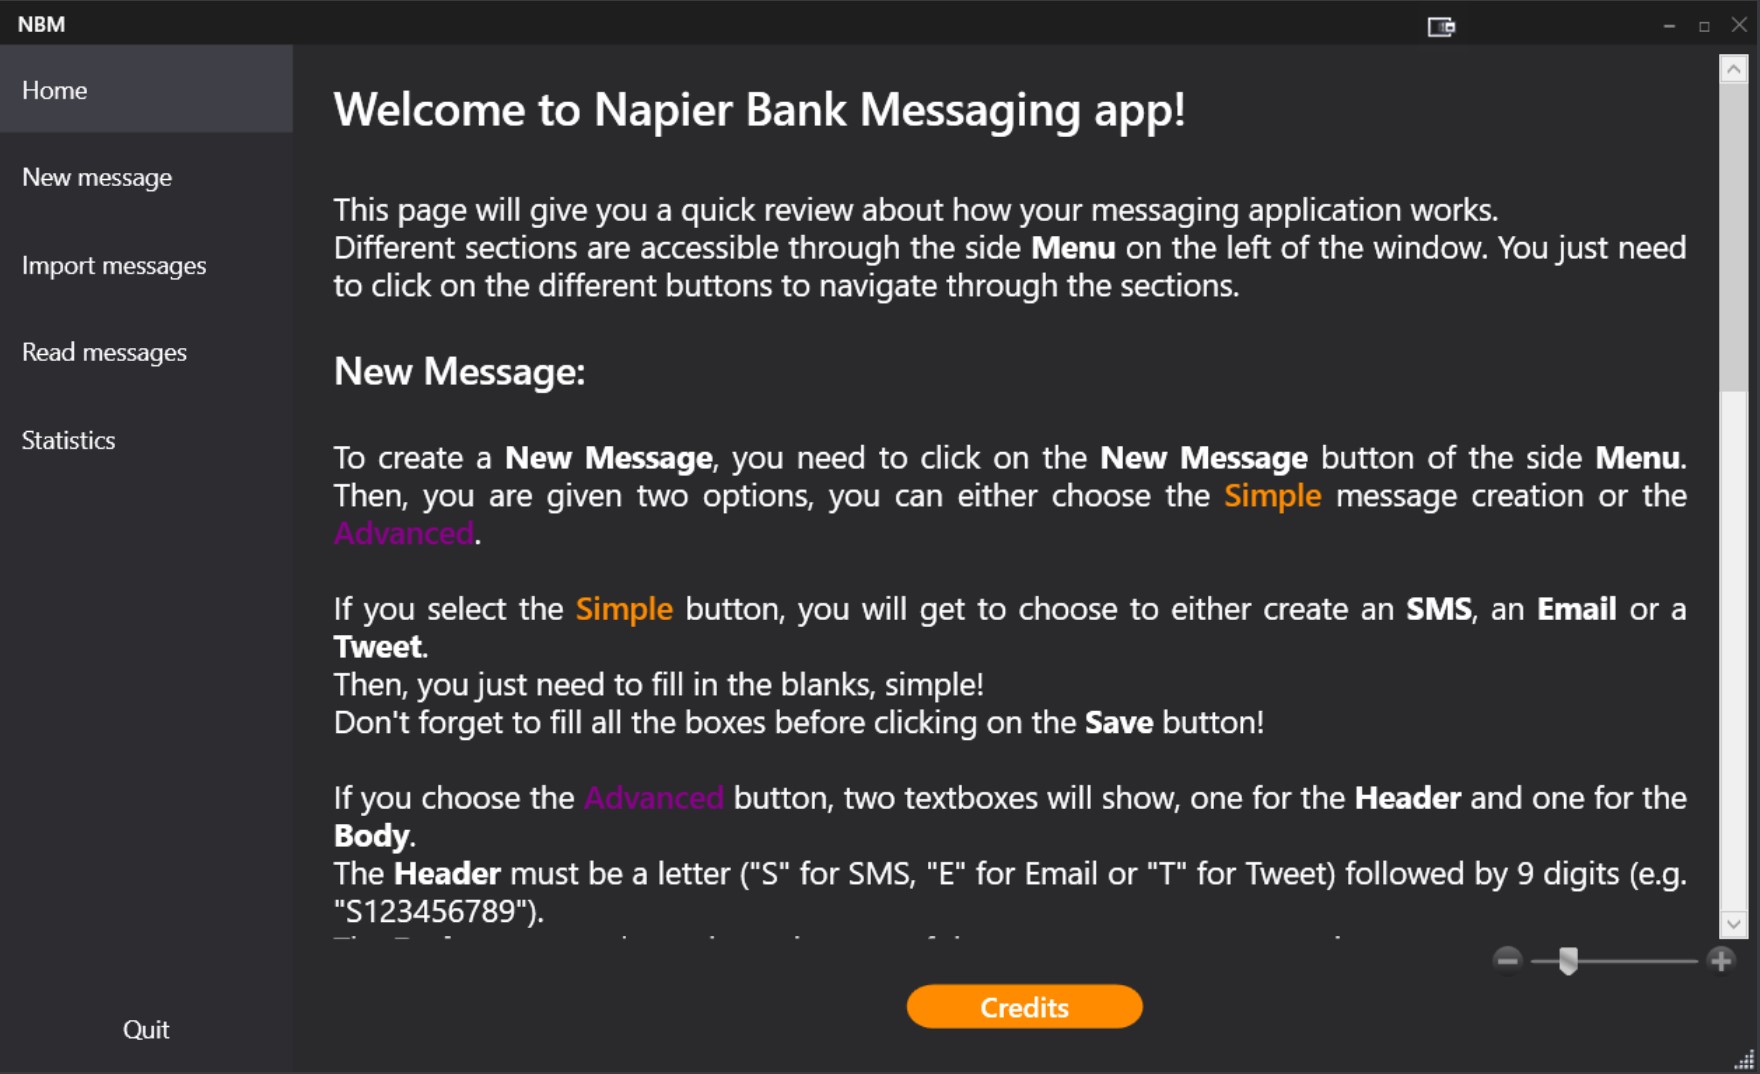 NBM
Home
New message
Import messages
Read messages
Statistics
Quit
Welcome to Napier Bank Messaging app!
This page will give you a quick review about how your messaging application works.
Different sections are accessible through the side Menu on the left of the window. You just need
to click on the different buttons to navigate through the sections.
New Message:
To create a New Message, you need to click on the New Message button of the side Menu.
Then, you are given two options, you can either choose the Simple message creation or the
Advanced.
If you select the Simple button, you will get to choose to either create an SMS, an Email or a
Tweet.
Then, you just need to fill in the blanks, simple!
Don't forget to fill all the boxes before clicking on the Save button!
If you choose the Advanced button, two textboxes will show, one for the Header and one for the
Body.
The Header must be a letter ("S" for SMS, "E" for Email or "T" for Tweet) followed by 9 digits (e.g.
"S123456789").
Credits